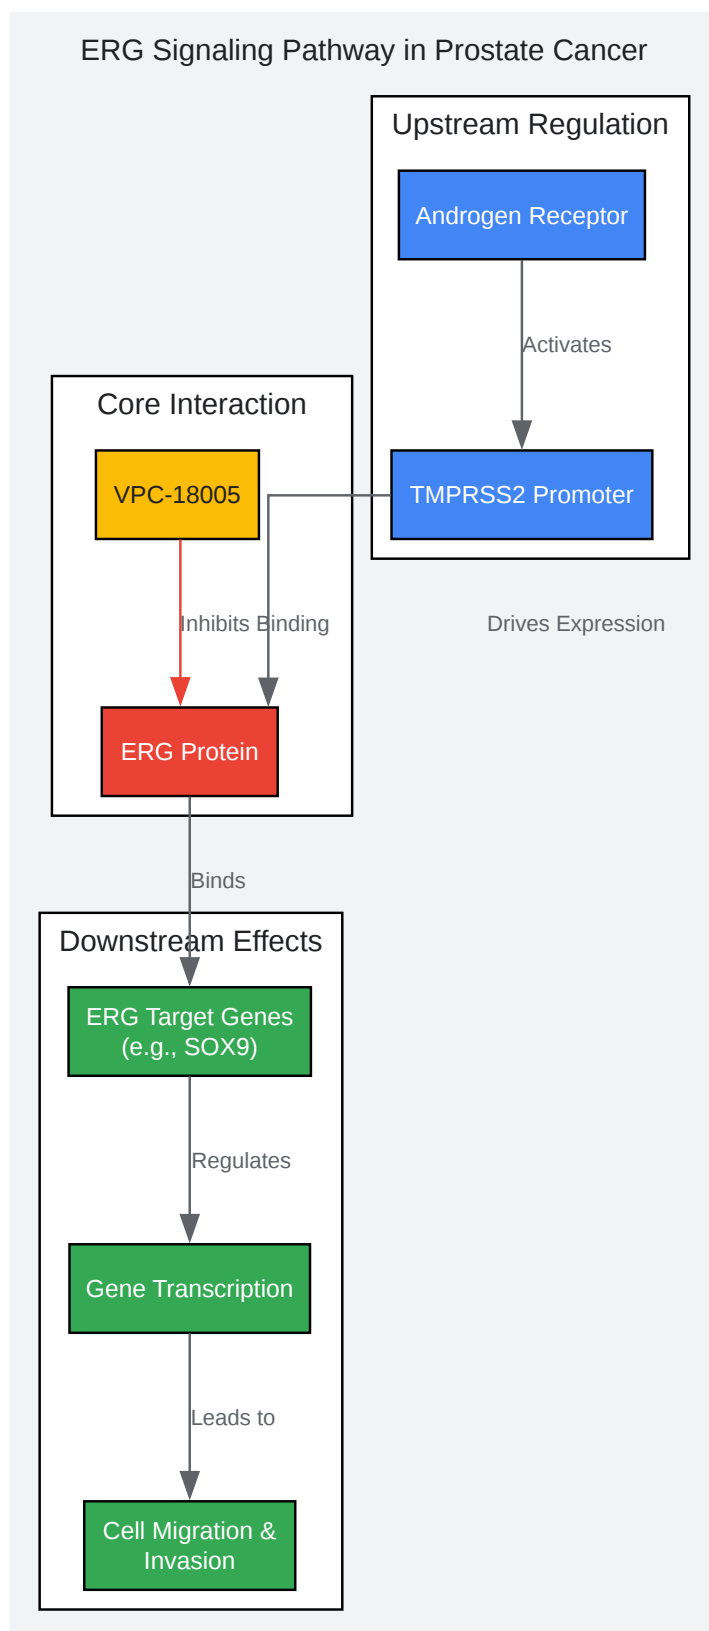 ERG Signaling Pathway in Prostate Cancer
Upstream Regulation
Androgen Receptor
Activates
Core Interaction
VPC-18005
TMPRSS2 Promoter
Inhibits Binding
Drives Expression
ERG Protein
Binds
Downstream Effects
ERG Target Genes
(e.g., SOX9)
Regulates
Gene Transcription
Leads to
Cell Migration &
Invasion